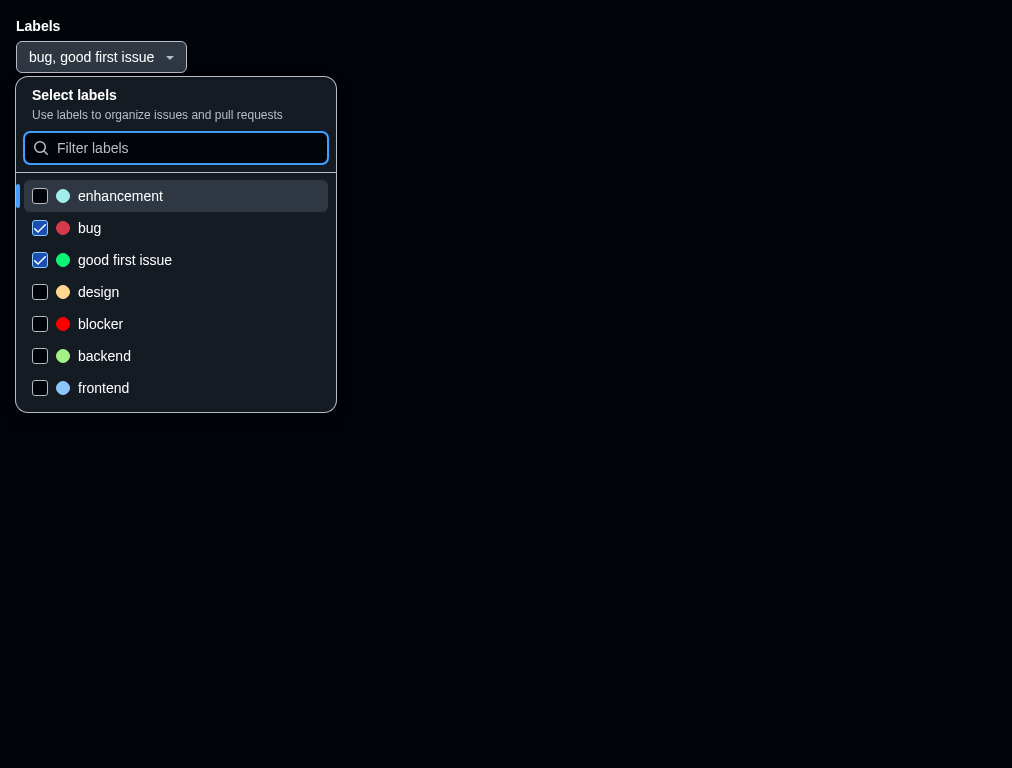 Labels
bug, good first issue
Select labels
Use labels to organize issues and pull requests
Filter labels
enhancement
bug
good first issue
design
blocker
backend
frontend